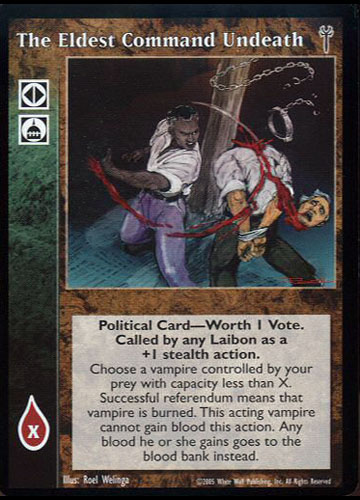 The Eldest Command Undeath
Political Card—Worth 1 Vote.
Called by any Laibon as a
+1 stealth action.
Choose a vampire controlled by your
prey with capacity less than X.
Successful referendum means that
vampire is burned. This acting vampire
cannot gain blood this action. Any
blood he or she gains goes to the
blood bank instead.
X
Illus: Roel Welinga
©2005 White Wolf Publishing, Inc. All Rights Reserved.